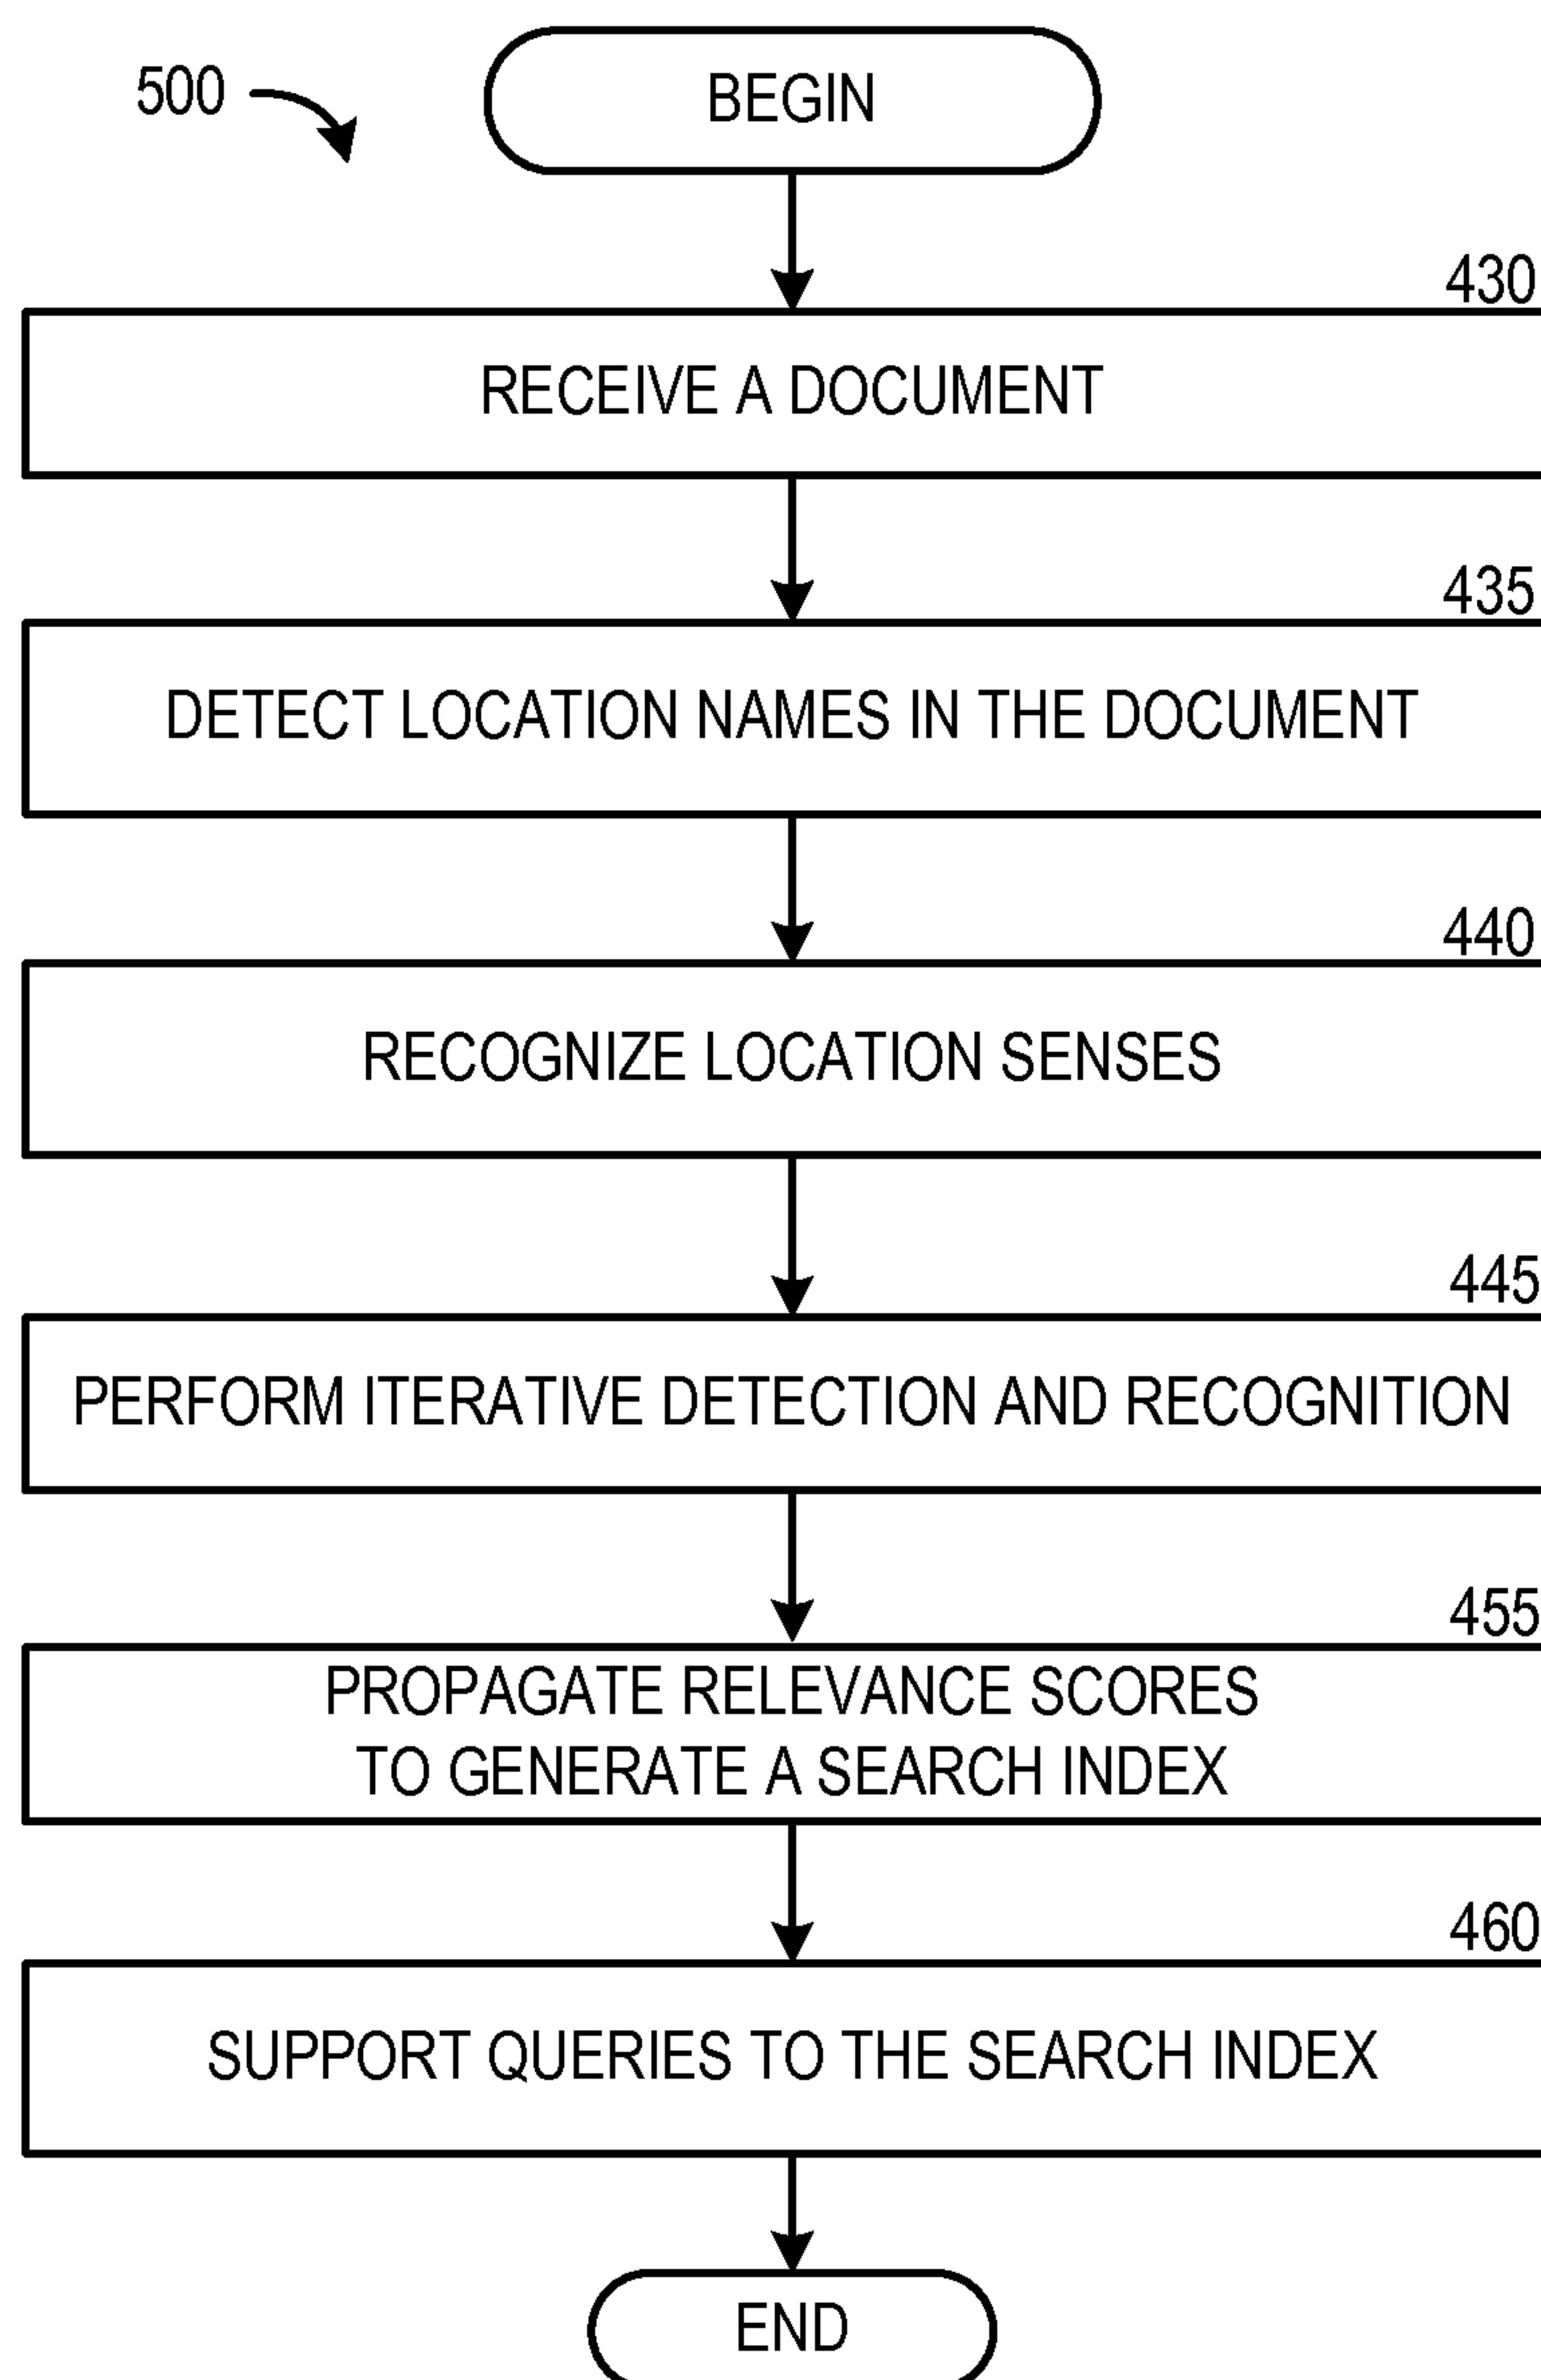 500
BEGIN
430
RECEIVE A DOCUMENT
435
DETECT LOCATION NAMES IN THE DOCUMENT
440
RECOGNIZE LOCATION SENSES
445
PERFORM ITERATIVE DETECTION AND RECOGNITION
455
PROPAGATE RELEVANCE SCORES
TO GENERATE A SEARCH INDEX
460
SUPPORT QUERIES TO THE SEARCH INDEX
END